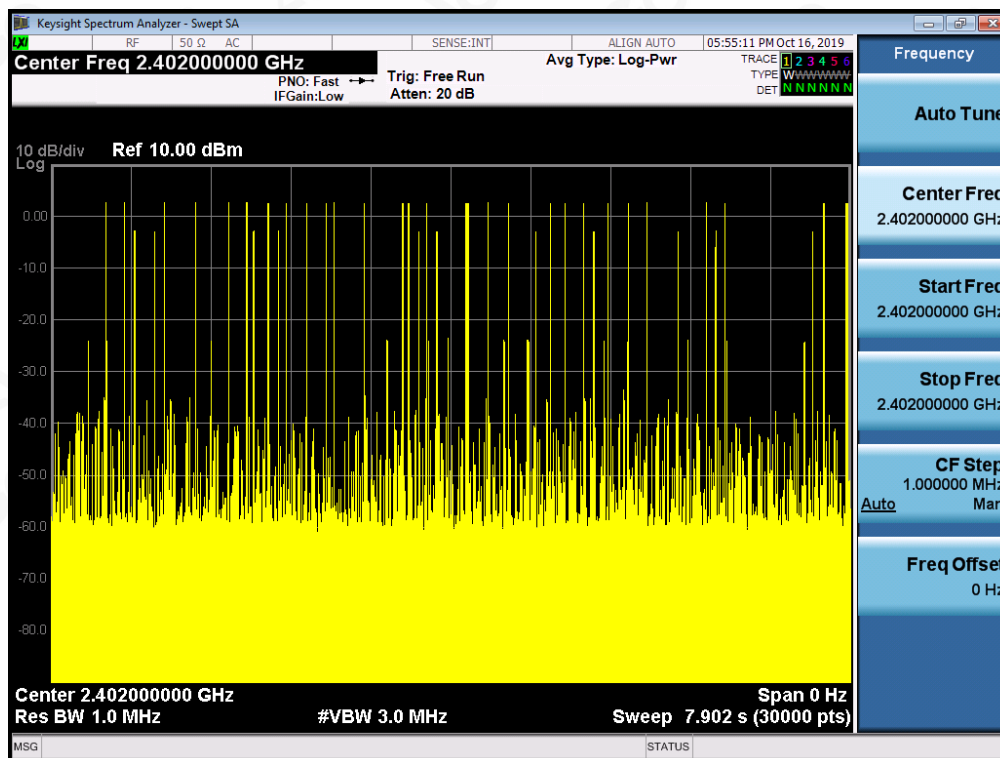 Keysight Spectrum Analyzer - Swept SA
LXI RF 50 Ω AC SENSE:INT ALIGN AUTO 05:55:11 PM Oct 16, 2019
Center Freq 2.402000000 GHz
PNO: Fast
IFGain:Low
Trig: Free Run
Atten: 20 dB
Avg Type: Log-Pwr
TRACE 1 2 3 4 5 6
TYPE WWWWWW
DET N N N N N N
10 dB/div Ref 10.00 dBm
Log
0.00
-10.0
-20.0
-30.0
-40.0
-50.0
-60.0
-70.0
-80.0
Center 2.402000000 GHz Span 0 Hz
Res BW 1.0 MHz #VBW 3.0 MHz Sweep 7.902 s (30000 pts)
MSG STATUS
Frequency
Auto Tune
Center Freq
2.402000000 GHz
Start Freq
2.402000000 GHz
Stop Freq
2.402000000 GHz
CF Step
1.000000 MHz
Auto Man
Freq Offset
0 Hz